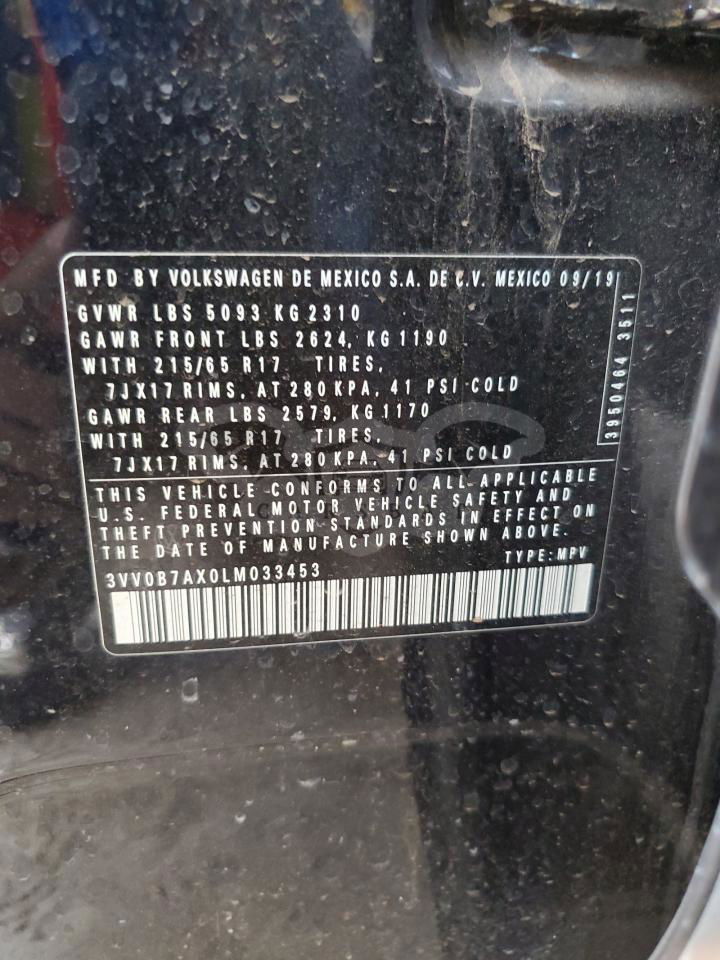 MFD BY VOLKSWAGEN DE MEXICO S.A. DE C.V. MEXICO 09/19
GVWR LBS 5093 KG 2310
GAWR FRONT LBS 2624, KG 1190
WITH 215/65 R17 TIRES,
7JX17 RIMS, AT 280 KPA, 41 PSI COLD
GAWR REAR LBS 2579, KG 1170
WITH 215/65 R17 TIRES,
7JX17 RIMS, AT 280 KPA, 41 PSI COLD
3950464 3511
THIS VEHICLE CONFORMS TO ALL APPLICABLE
U.S. FEDERAL MOTOR VEHICLE SAFETY AND
THEFT PREVENTION STANDARDS IN EFFECT ON
THE DATE OF MANUFACTURE SHOWN ABOVE.
3VV0B7AX0LM033453 TYPE: MPV